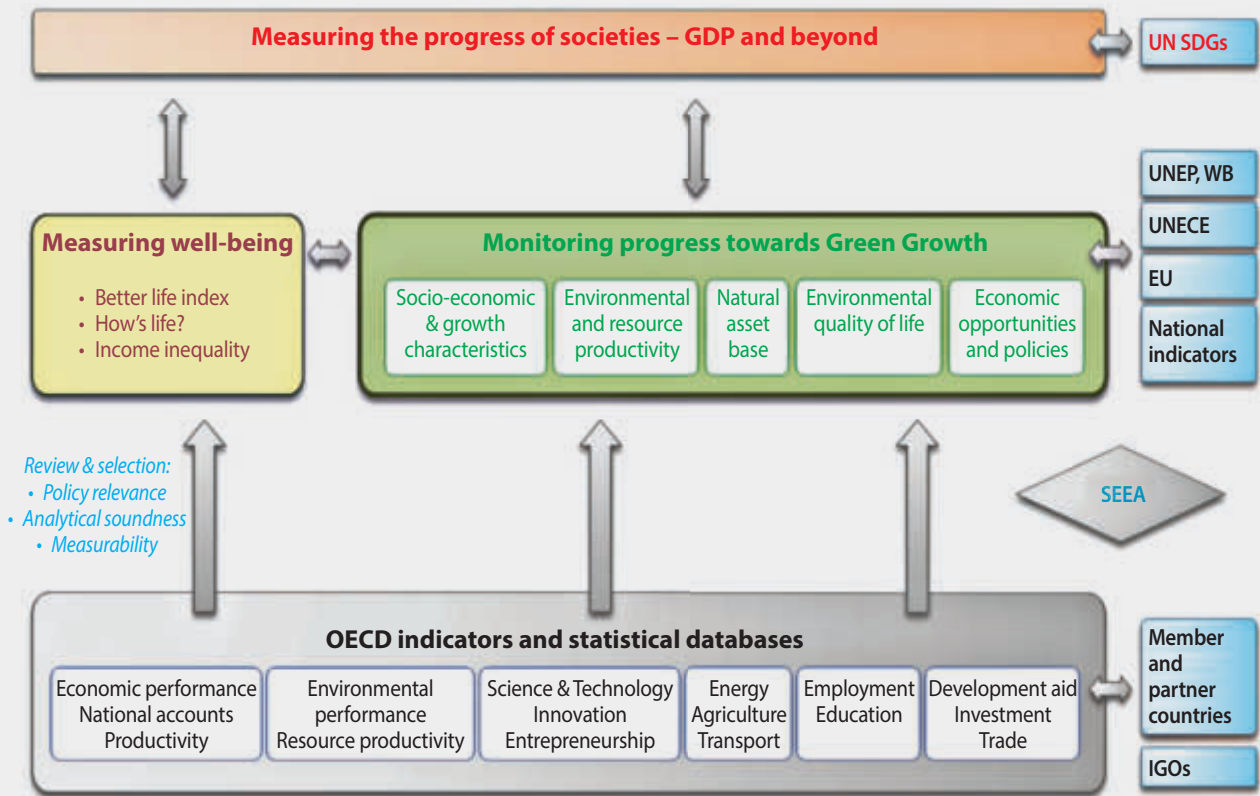 Measuring the progress of societies – GDP and beyond
UN SDGs
Measuring well-being
• Better life index
• How's life?
• Income inequality
Monitoring progress towards Green Growth
Socio-economic
& growth
characteristics
Environmental
and resource
productivity
Natural
asset
base
Environmental
quality of life
Economic
opportunities
and policies
UNEP, WB
UNECE
EU
National
indicators
Review & selection:
• Policy relevance
• Analytical soundness
• Measurability
SEEA
OECD indicators and statistical databases
Economic performance
National accounts
Productivity
Environmental
performance
Resource productivity
Science & Technology
Innovation
Entrepreneurship
Energy
Agriculture
Transport
Employment
Education
Development aid
Investment
Trade
Member
and
partner
countries
IGOs